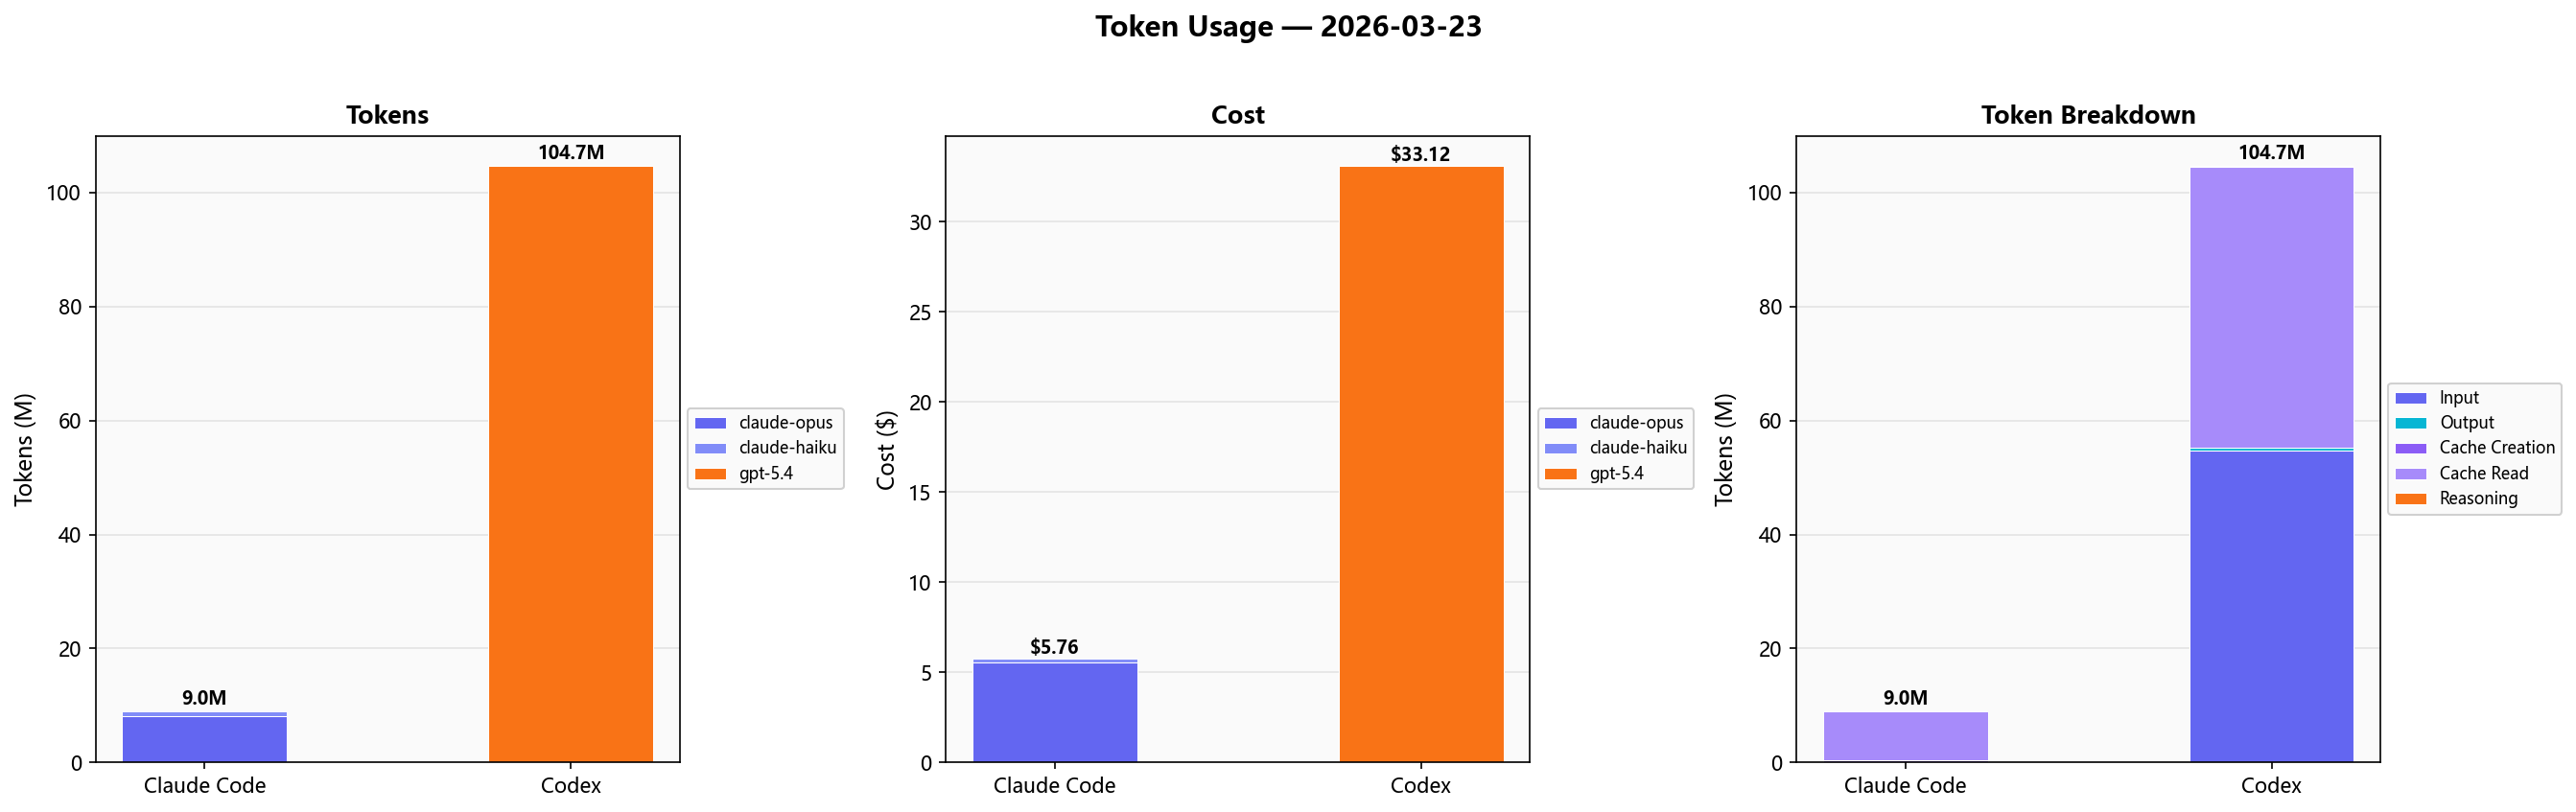 Token Usage — 2026-03-23
Tokens
Tokens (M)
100
80
60
40
20
0
104.7M
9.0M
Claude Code
Codex
claude-opus
claude-haiku
gpt-5.4
Cost
Cost ($)
30
25
20
15
10
5
0
$33.12
$5.76
Claude Code
Codex
claude-opus
claude-haiku
gpt-5.4
Token Breakdown
Tokens (M)
100
80
60
40
20
0
104.7M
9.0M
Claude Code
Codex
Input
Output
Cache Creation
Cache Read
Reasoning